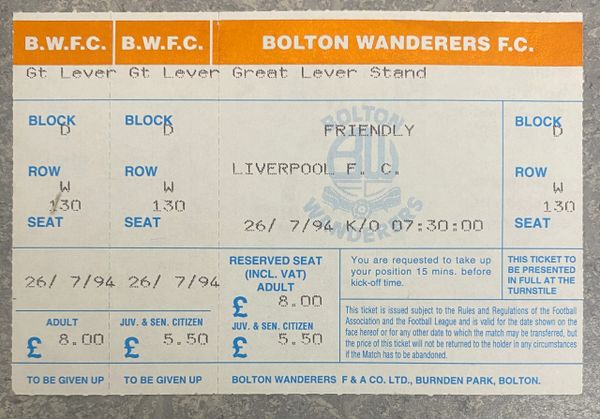 B.W.F.C. B.W.F.C. BOLTON WANDERERS F.C.
Gt Lever Gt Lever Great Lever Stand
BOLTON
BW
WANDERERS
BLOCK D BLOCK D FRIENDLY BLOCK D
ROW W ROW W LIVERPOOL F. C. ROW W
SEAT 130 SEAT 130 26/ 7/94 K/O 07:30:00 SEAT 130
26/ 7/94 26/ 7/94
RESERVED SEAT
(INCL. VAT)
ADULT
£ 8.00
JUV. & SEN. CITIZEN
£ 5.50
You are requested to take up
your position 15 mins. before
kick-off time.
THIS TICKET TO
BE PRESENTED
IN FULL AT THE
TURNSTILE
This ticket is issued subject to the Rules and Regulations of the Football
Association and the Football League and is valid for the date shown on
the face hereof or for any other date to which the match may be transferred, but
the price of this ticket will not be returned to the holder in any circumstances
if the Match has to be abandoned.
ADULT
£ 8.00
JUV. & SEN. CITIZEN
£ 5.50
TO BE GIVEN UP TO BE GIVEN UP BOLTON WANDERERS F & A CO. LTD., BURNDEN PARK, BOLTON.